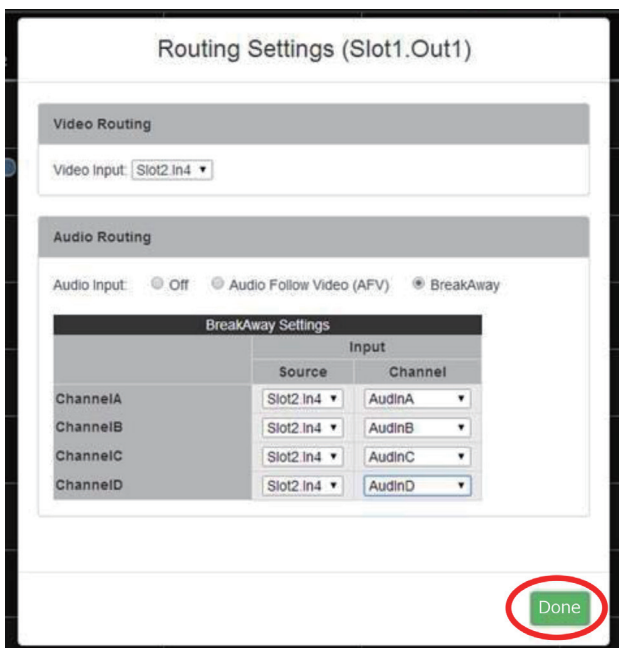 Routing Settings (Slot1.Out1)
Video Routing
Video Input: Slot2.In4
Audio Routing
Audio Input: Off Audio Follow Video (AFV) BreakAway
BreakAway Settings
Input
Source Channel
ChannelA Slot2.In4 AudInA
ChannelB Slot2.In4 AudInB
ChannelC Slot2.In4 AudInC
ChannelD Slot2.In4 AudInD
Done